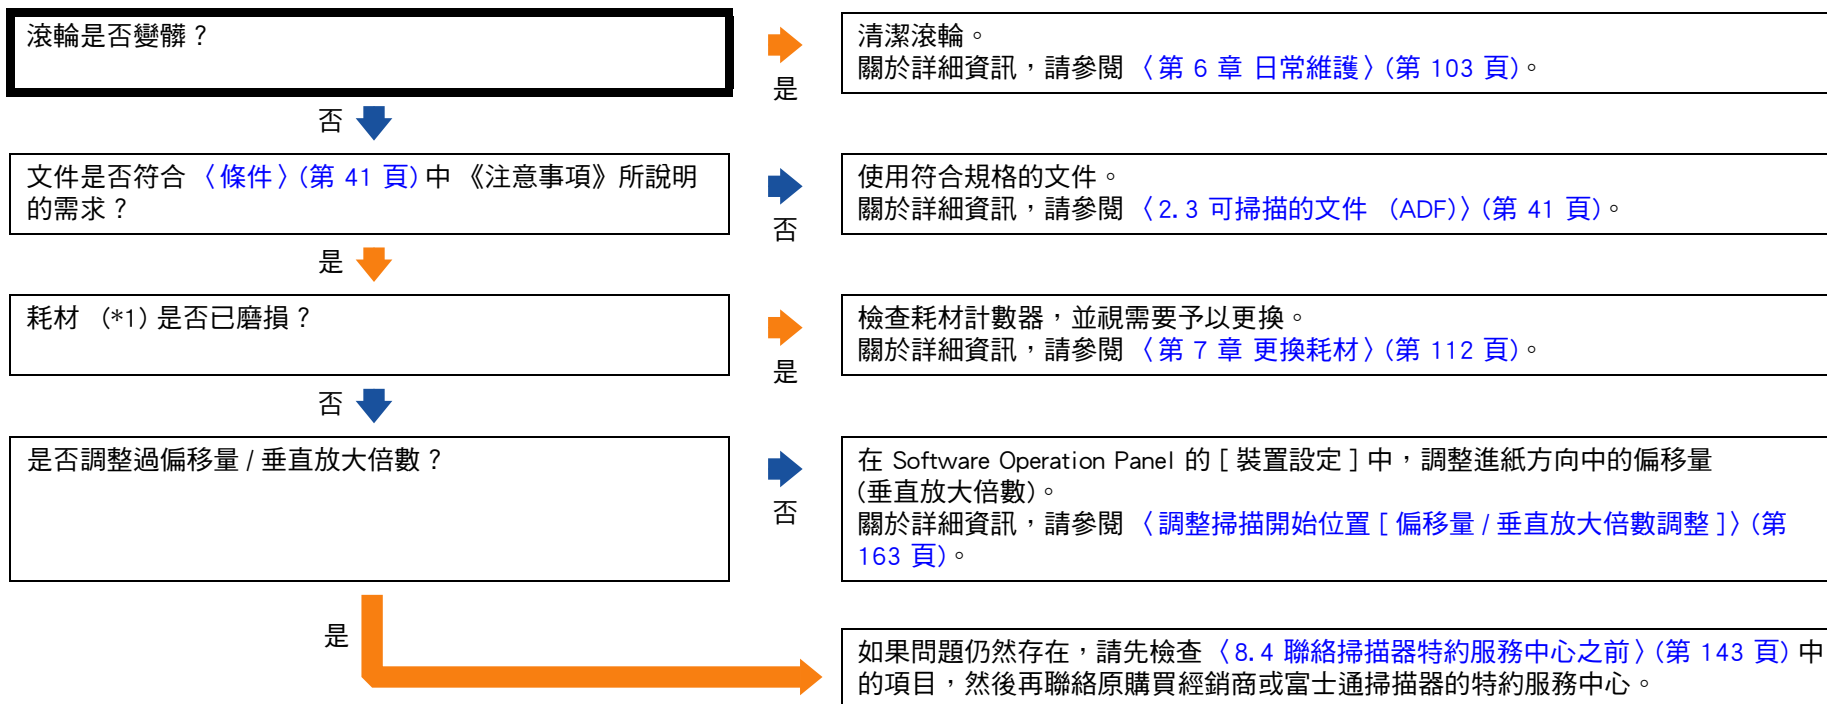 滾輪是否變髒？
是
清潔滾輪。
關於詳細資訊，請參閱〈第 6 章 日常維護〉(第 103 頁)。
否
文件是否符合〈條件〉(第 41 頁)中《注意事項》所說明
的需求？
否
使用符合規格的文件。
關於詳細資訊，請參閱〈2.3 可掃描的文件 (ADF)〉(第 41 頁)。
是
耗材 (*1) 是否已磨損？
是
檢查耗材計數器，並視需要予以更換。
關於詳細資訊，請參閱〈第 7 章 更換耗材〉(第 112 頁)。
否
是否調整過偏移量 / 垂直放大倍數？
否
在 Software Operation Panel 的 [ 裝置設定 ] 中，調整進紙方向中的偏移量
(垂直放大倍數)。
關於詳細資訊，請參閱〈調整掃描開始位置 [ 偏移量 / 垂直放大倍數調整 ]〉(第
163 頁)。
是
如果問題仍然存在，請先檢查〈8.4 聯絡掃描器特約服務中心之前〉(第 143 頁) 中
的項目，然後再聯絡原購買經銷商或富士通掃描器的特約服務中心。